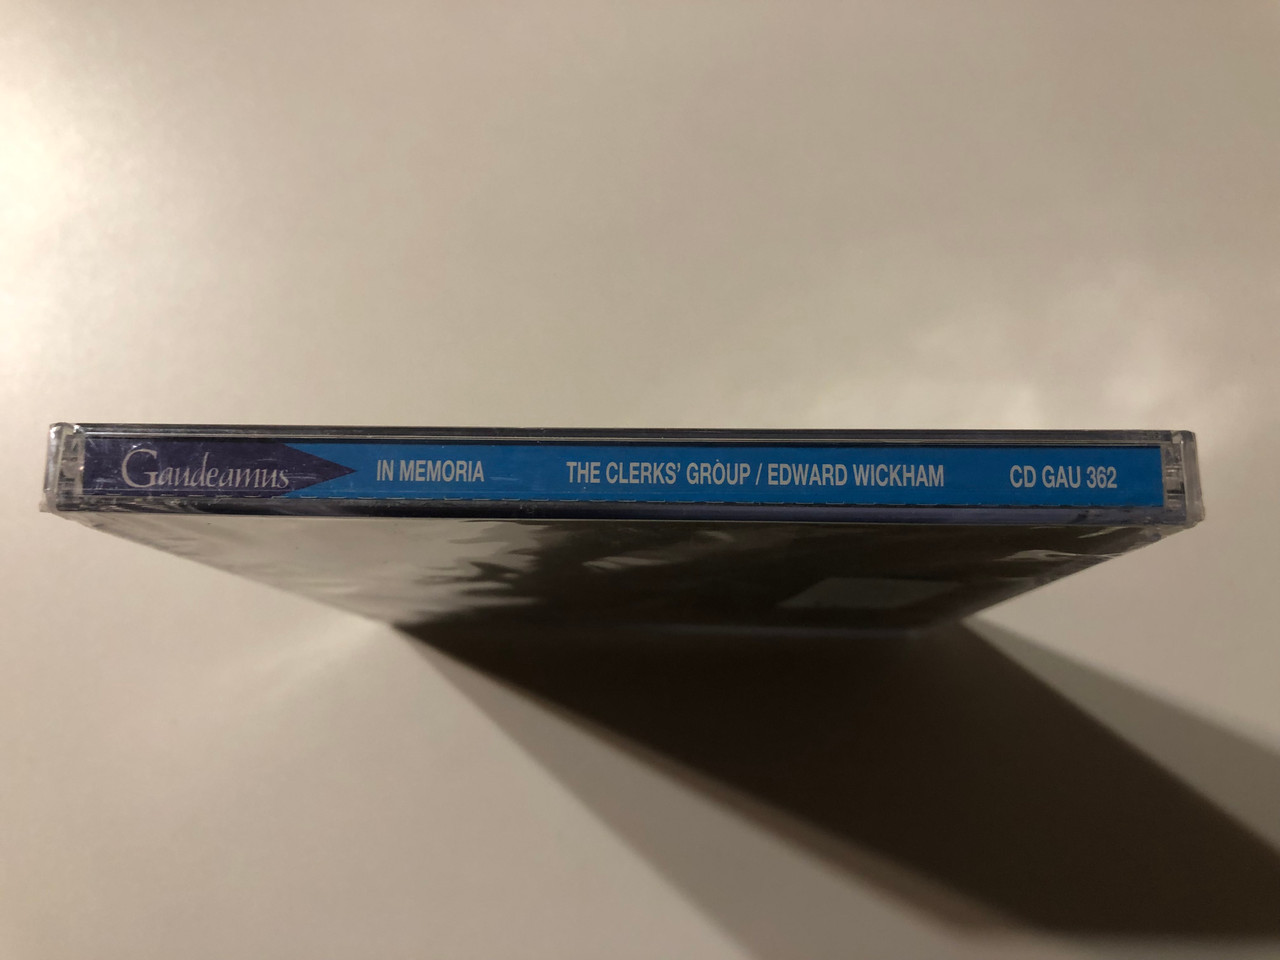 Gaudeamus IN MEMORIA THE CLERKS' GROUP / EDWARD WICKHAM CD GAU 362